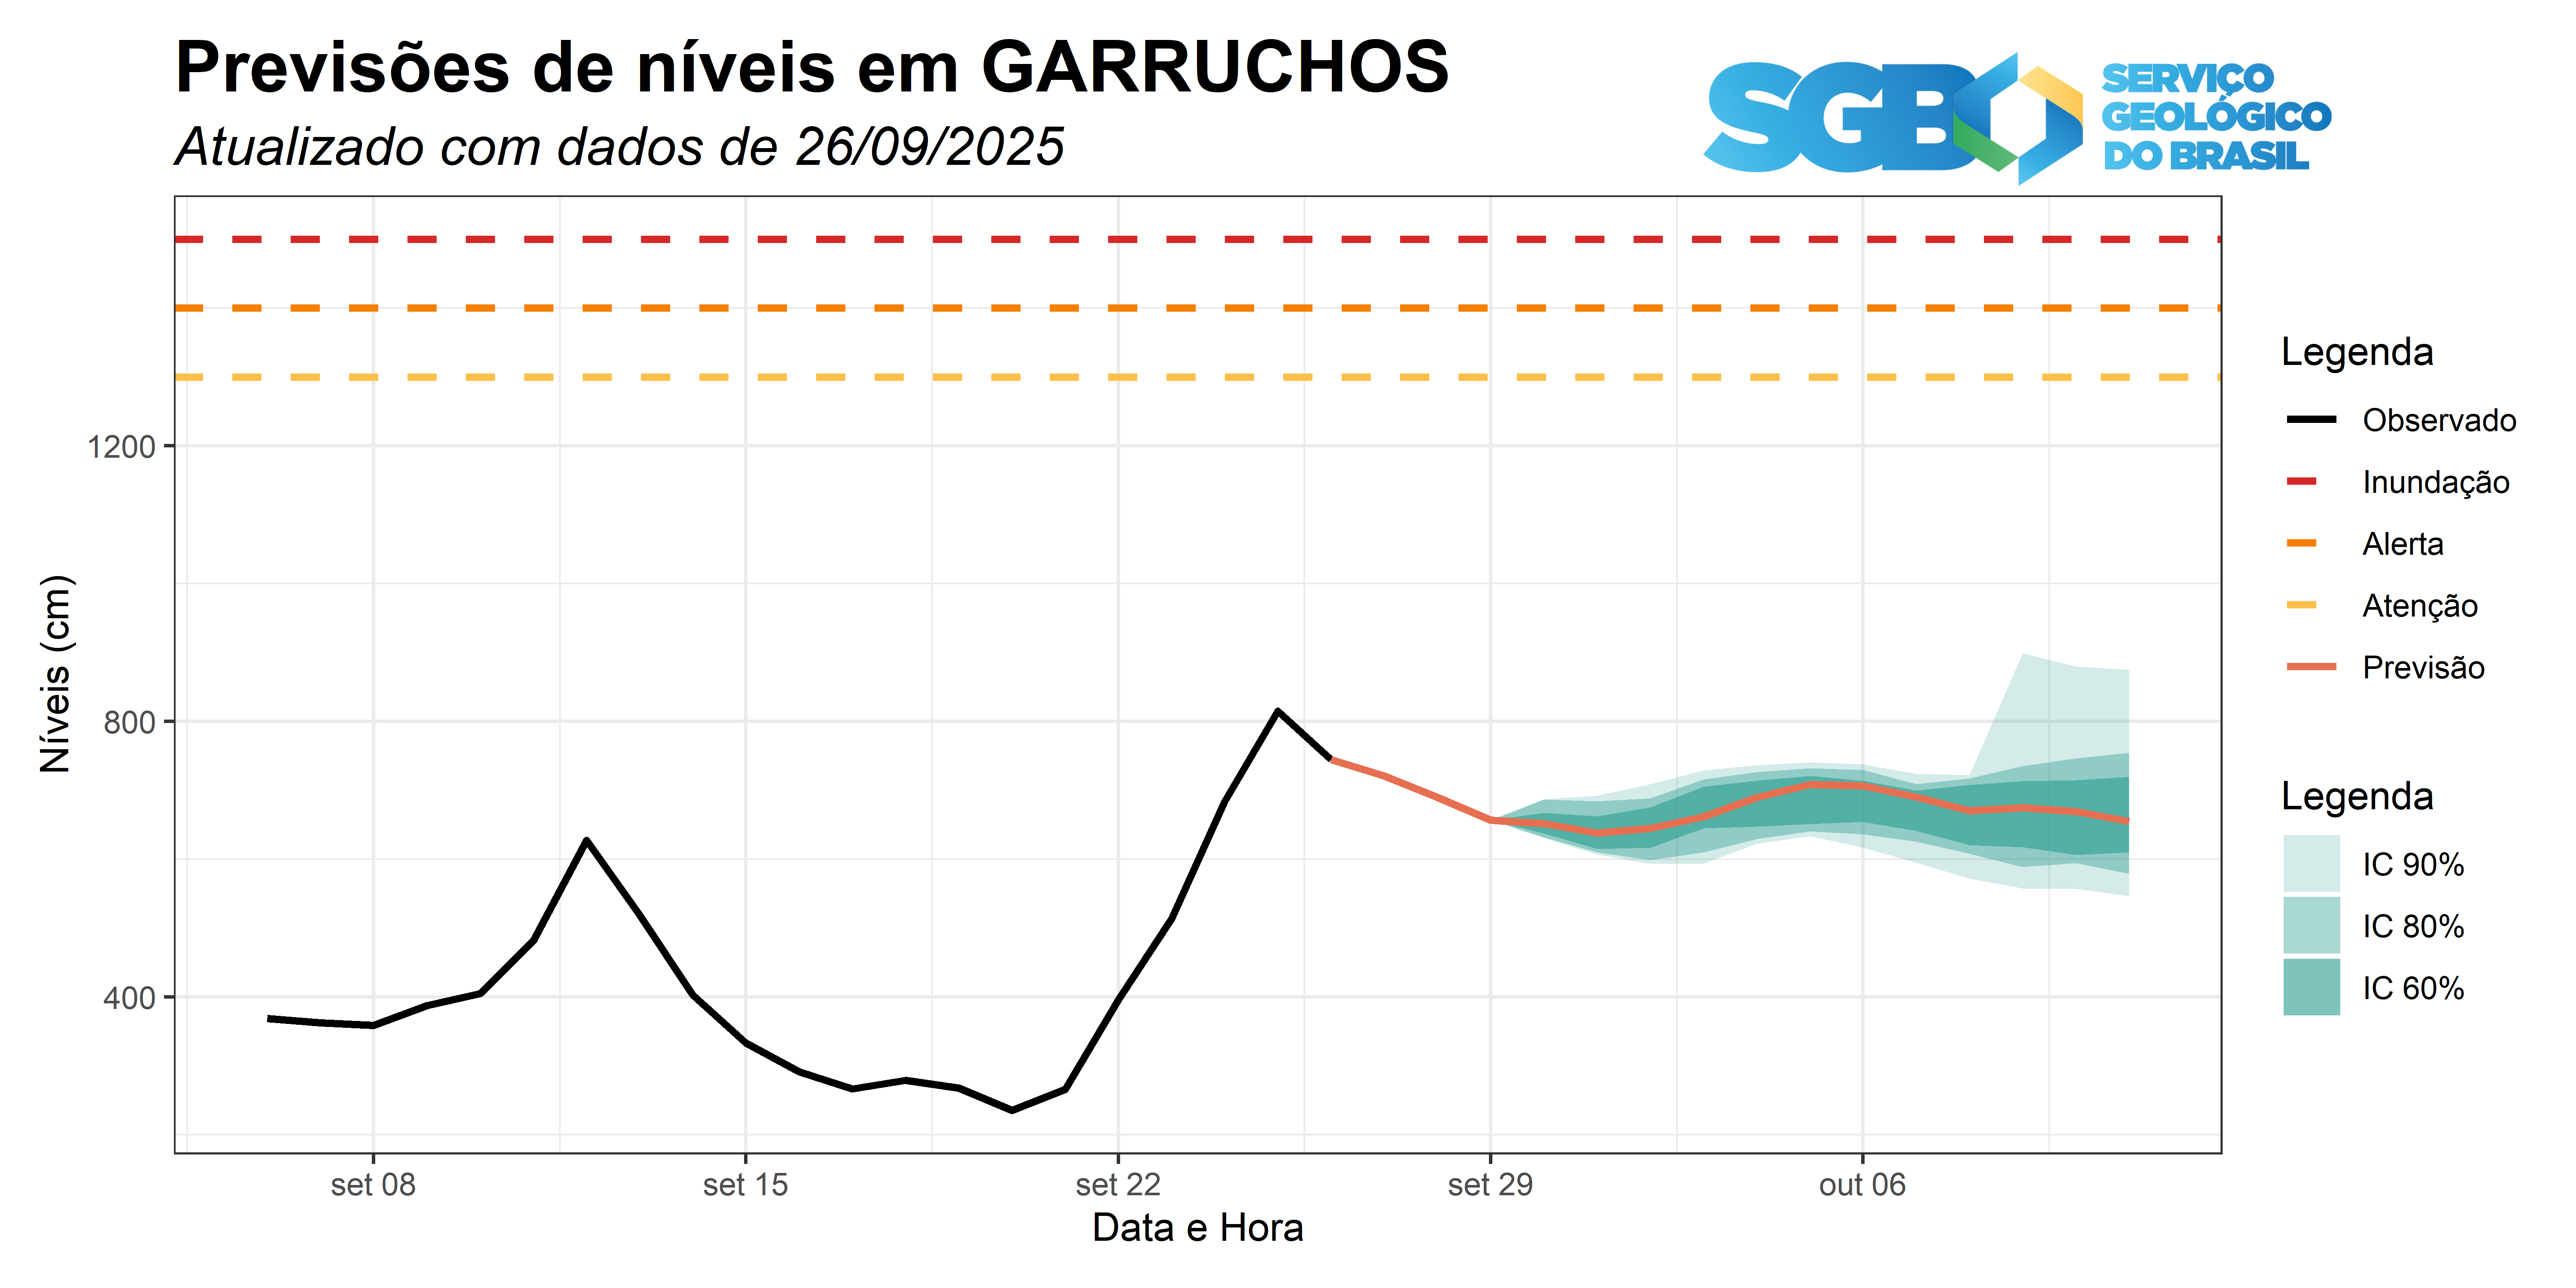 Previsões de níveis em GARRUCHOS
Atualizado com dados de 26/09/2025
SGB
SERVIÇO
GEOLÓGICO
DO BRASIL
Níveis (cm)
1200
800
400
set 08
set 15
set 22
set 29
out 06
Data e Hora
Legenda
Observado
Inundação
Alerta
Atenção
Previsão
Legenda
IC 90%
IC 80%
IC 60%